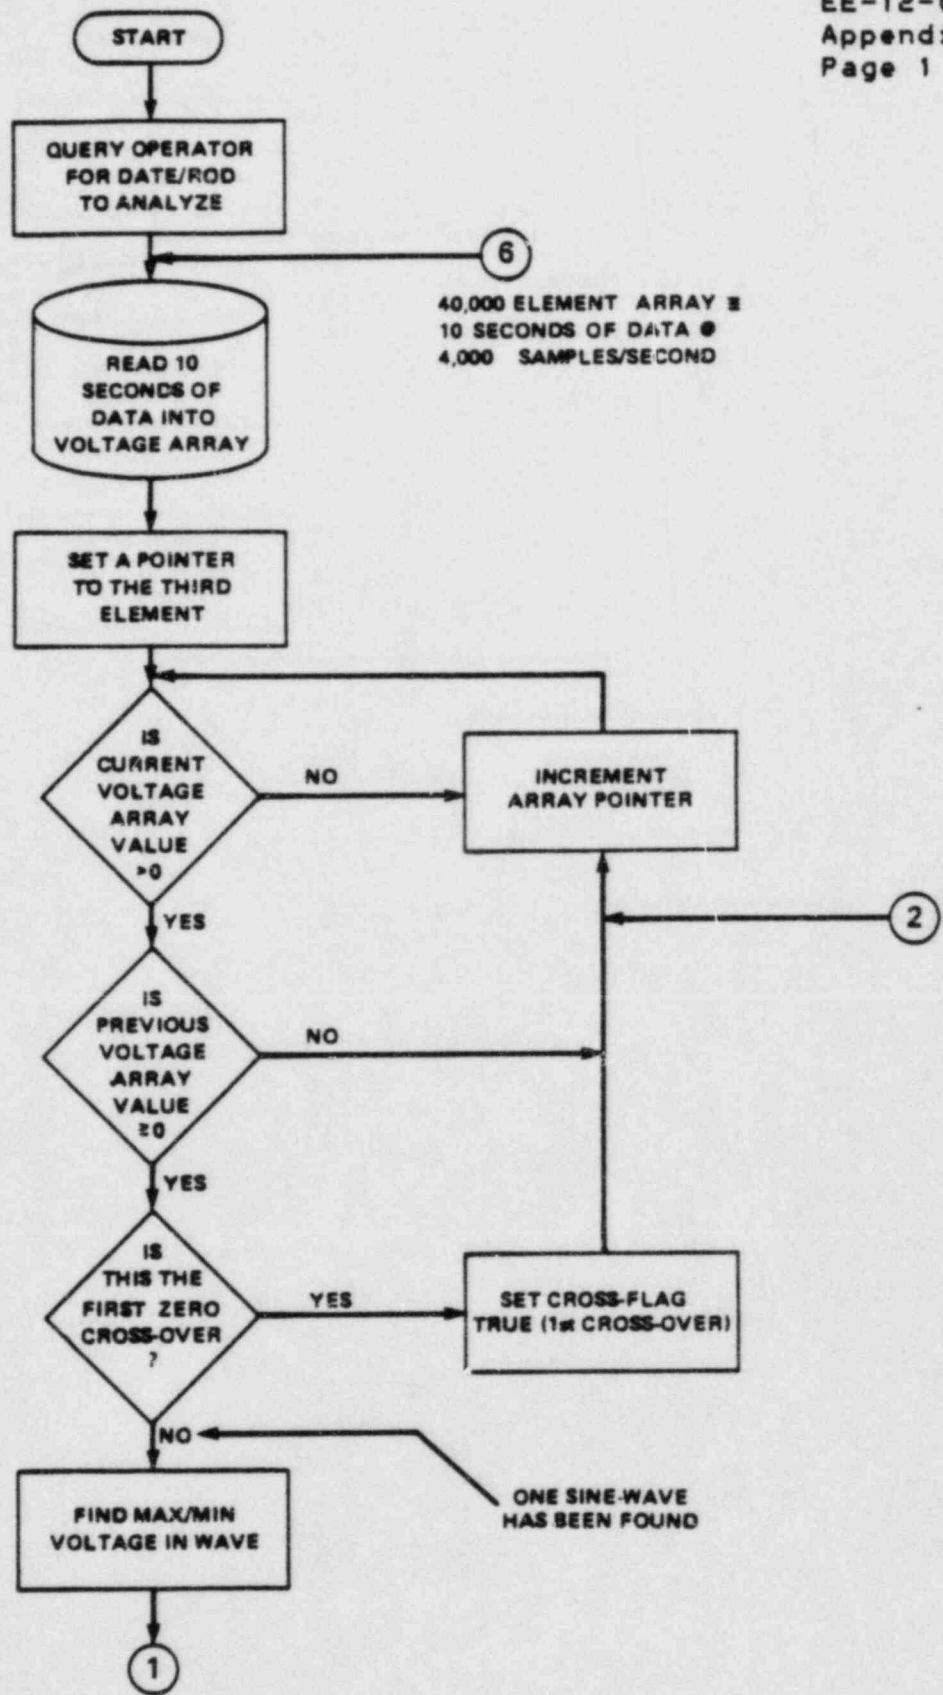 EE-12-
Append
Page 1
START
QUERY OPERATOR
FOR DATE/ROD
TO ANALYZE
6
40,000 ELEMENT ARRAY ≡
10 SECONDS OF DATA @
4,000 SAMPLES/SECOND
READ 10
SECONDS OF
DATA INTO
VOLTAGE ARRAY
SET A POINTER
TO THE THIRD
ELEMENT
IS
CURRENT
VOLTAGE
ARRAY
VALUE
>0
NO
INCREMENT
ARRAY POINTER
YES
2
IS
PREVIOUS
VOLTAGE
ARRAY
VALUE
≥0
NO
YES
IS
THIS THE
FIRST ZERO
CROSS-OVER
?
YES
SET CROSS-FLAG
TRUE (1st CROSS-OVER)
NO
FIND MAX/MIN
VOLTAGE IN WAVE
ONE SINE-WAVE
HAS BEEN FOUND
1